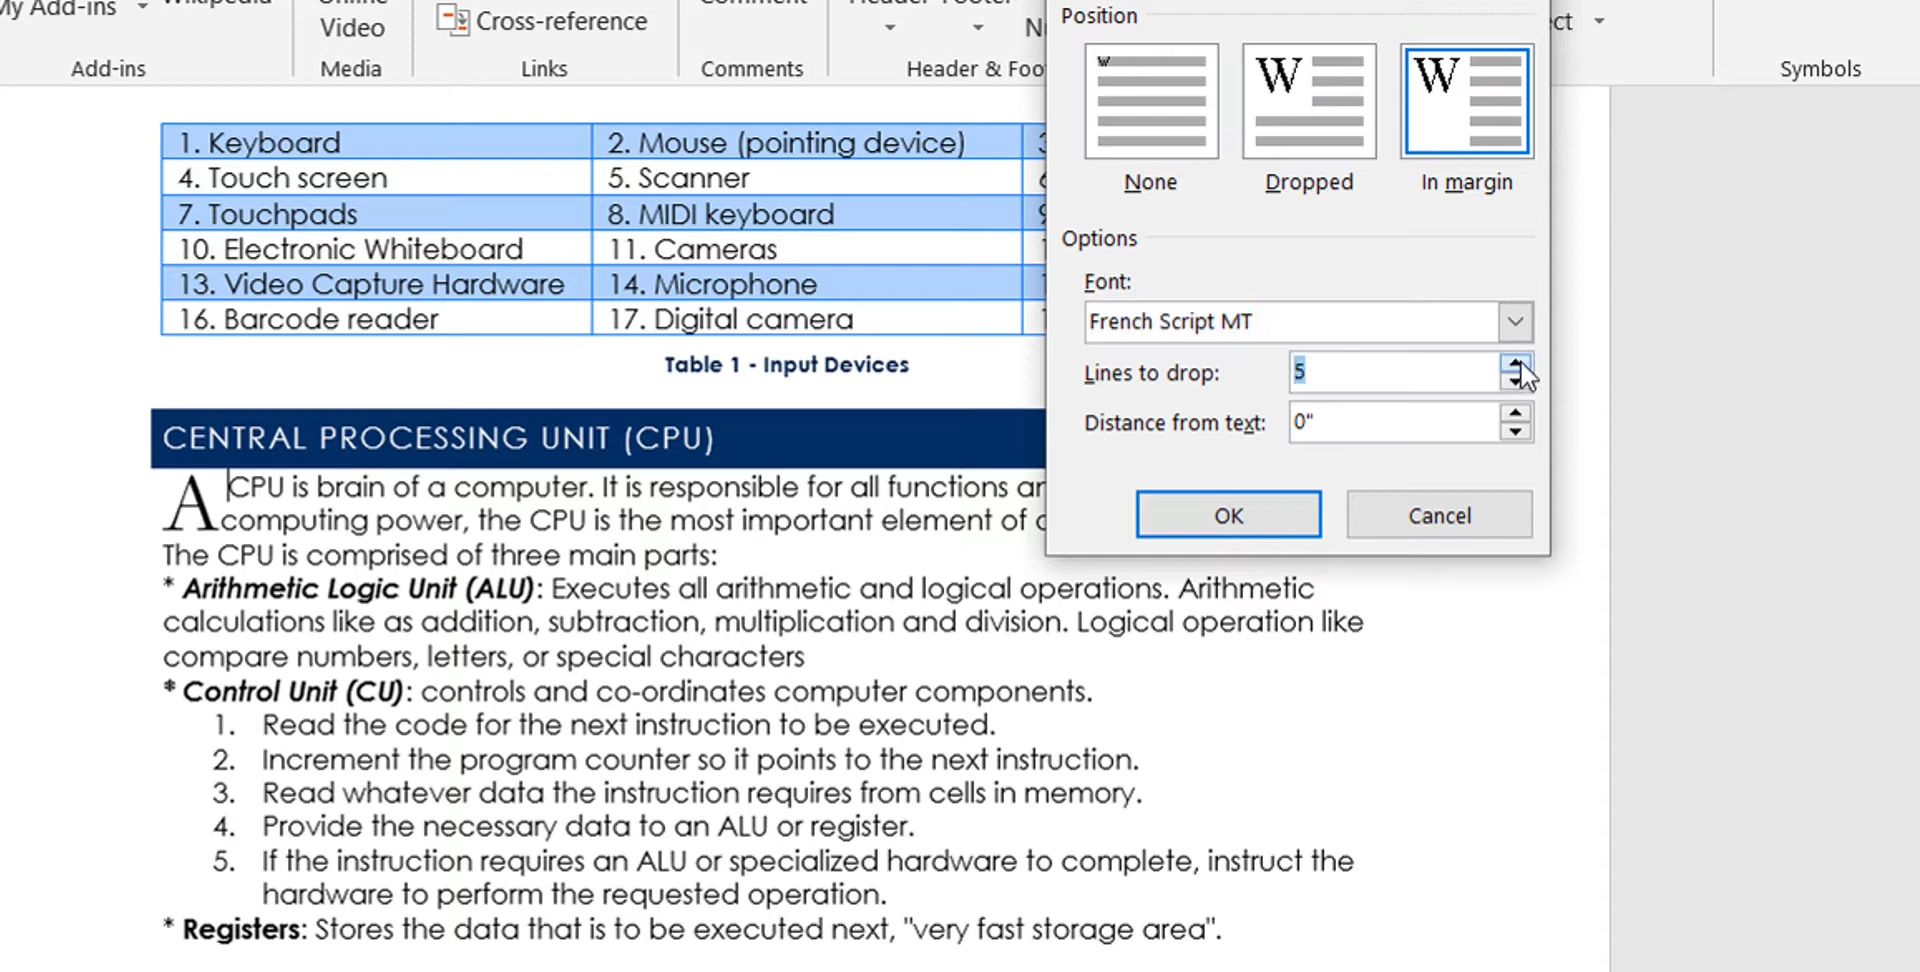 My Add-ins
Wikipedia
Online
Video
Cross-reference
Comment
Header Footer
Add-ins
Media
Links
Comments
Header & Foo
Symbols
Position
W
W
W
None
Dropped
In margin
Options
Font:
French Script MT
Lines to drop:
5
Distance from text:
0"
OK
Cancel
1. Keyboard
2. Mouse (pointing device)
4. Touch screen
5. Scanner
7. Touchpads
8. MIDI keyboard
10. Electronic Whiteboard
11. Cameras
13. Video Capture Hardware
14. Microphone
16. Barcode reader
17. Digital camera
Table 1 - Input Devices
CENTRAL PROCESSING UNIT (CPU)
A CPU is brain of a computer. It is responsible for all functions
computing power, the CPU is the most important element of
The CPU is comprised of three main parts:
* Arithmetic Logic Unit (ALU): Executes all arithmetic and logical operations. Arithmetic
calculations like as addition, subtraction, multiplication and division. Logical operation like
compare numbers, letters, or special characters
* Control Unit (CU): controls and co-ordinates computer components.
1. Read the code for the next instruction to be executed.
2. Increment the program counter so it points to the next instruction.
3. Read whatever data the instruction requires from cells in memory.
4. Provide the necessary data to an ALU or register.
5. If the instruction requires an ALU or specialized hardware to complete, instruct the
hardware to perform the requested operation.
* Registers: Stores the data that is to be executed next, "very fast storage area".